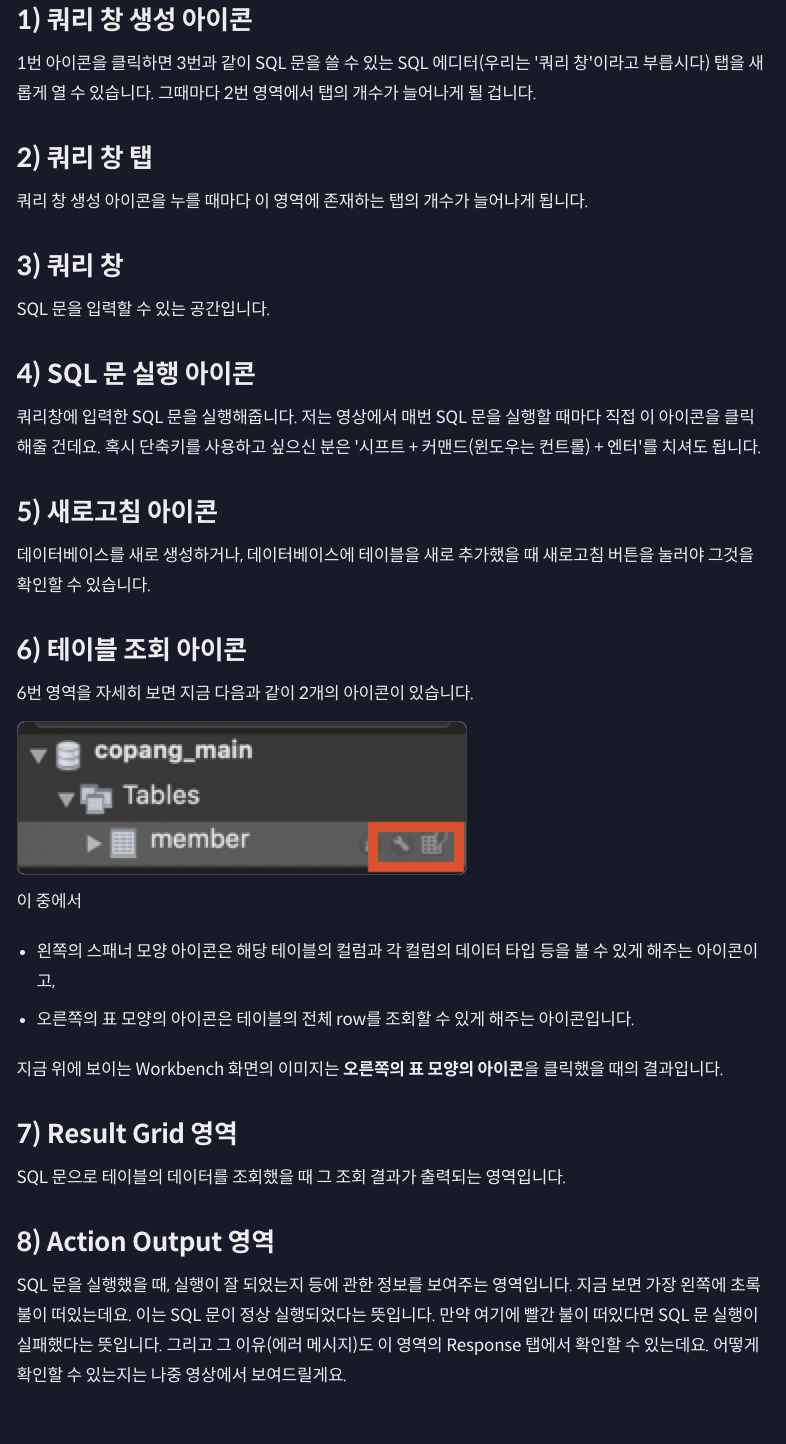 1) 쿼리 창 생성 아이콘
1번 아이콘을 클릭하면 3번과 같이 SQL 문을 쓸 수 있는 SQL 에디터(우리는 '쿼리 창'이라고 부릅시다) 탭을 새
롭게 열 수 있습니다. 그때마다 2번 영역에서 탭의 개수가 늘어나게 될 겁니다.
2) 쿼리 창 탭
쿼리 창 생성 아이콘을 누를 때마다 이 영역에 존재하는 탭의 개수가 늘어나게 됩니다.
3) 쿼리 창
SQL 문을 입력할 수 있는 공간입니다.
4) SQL 문 실행 아이콘
쿼리창에 입력한 SQL 문을 실행해줍니다. 저는 영상에서 매번 SQL 문을 실행할 때마다 직접 이 아이콘을 클릭
해줄 건데요. 혹시 단축키를 사용하고 싶으신 분은 '시프트 + 커맨드(윈도우는 컨트롤) + 엔터'를 치셔도 됩니다.
5) 새로고침 아이콘
데이터베이스를 새로 생성하거나, 데이터베이스에 테이블을 새로 추가했을 때 새로고침 버튼을 눌러야 그것을
확인할 수 있습니다.
6) 테이블 조회 아이콘
6번 영역을 자세히 보면 지금 다음과 같이 2개의 아이콘이 있습니다.
copang_main
Tables
member
이 중에서
• 왼쪽의 스패너 모양 아이콘은 해당 테이블의 컬럼과 각 컬럼의 데이터 타입 등을 볼 수 있게 해주는 아이콘이
고,
• 오른쪽의 표 모양의 아이콘은 테이블의 전체 row를 조회할 수 있게 해주는 아이콘입니다.
지금 위에 보이는 Workbench 화면의 이미지는 오른쪽의 표 모양의 아이콘을 클릭했을 때의 결과입니다.
7) Result Grid 영역
SQL 문으로 테이블의 데이터를 조회했을 때 그 조회 결과가 출력되는 영역입니다.
8) Action Output 영역
SQL 문을 실행했을 때, 실행이 잘 되었는지 등에 관한 정보를 보여주는 영역입니다. 지금 보면 가장 왼쪽에 초록
불이 떠있는데요. 이는 SQL 문이 정상 실행되었다는 뜻입니다. 만약 여기에 빨간 불이 떠있다면 SQL 문 실행이
실패했다는 뜻입니다. 그리고 그 이유(에러 메시지)도 이 영역의 Response 탭에서 확인할 수 있는데요. 어떻게
확인할 수 있는지는 나중 영상에서 보여드릴게요.